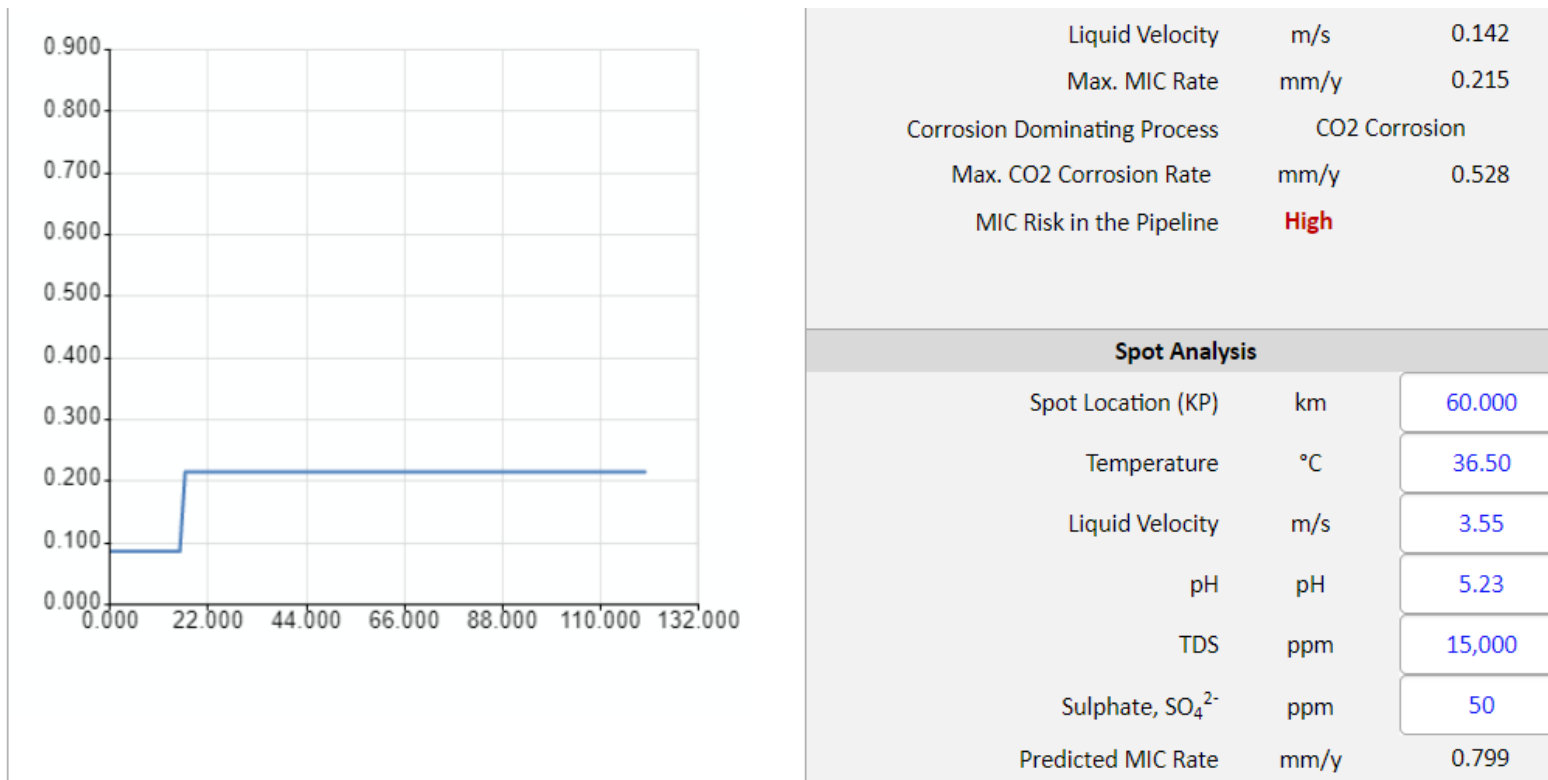 0.900
0.800
0.700
0.600
0.500
0.400
0.300
0.200
0.100
0.000
0.000 22.000 44.000 66.000 88.000 110.000 132.000
Liquid Velocity m/s 0.142
Max. MIC Rate mm/y 0.215
Corrosion Dominating Process CO2 Corrosion
Max. CO2 Corrosion Rate mm/y 0.528
MIC Risk in the Pipeline High
Spot Analysis
Spot Location (KP) km 60.000
Temperature °C 36.50
Liquid Velocity m/s 3.55
pH pH 5.23
TDS ppm 15,000
Sulphate, SO₄²⁻ ppm 50
Predicted MIC Rate mm/y 0.799